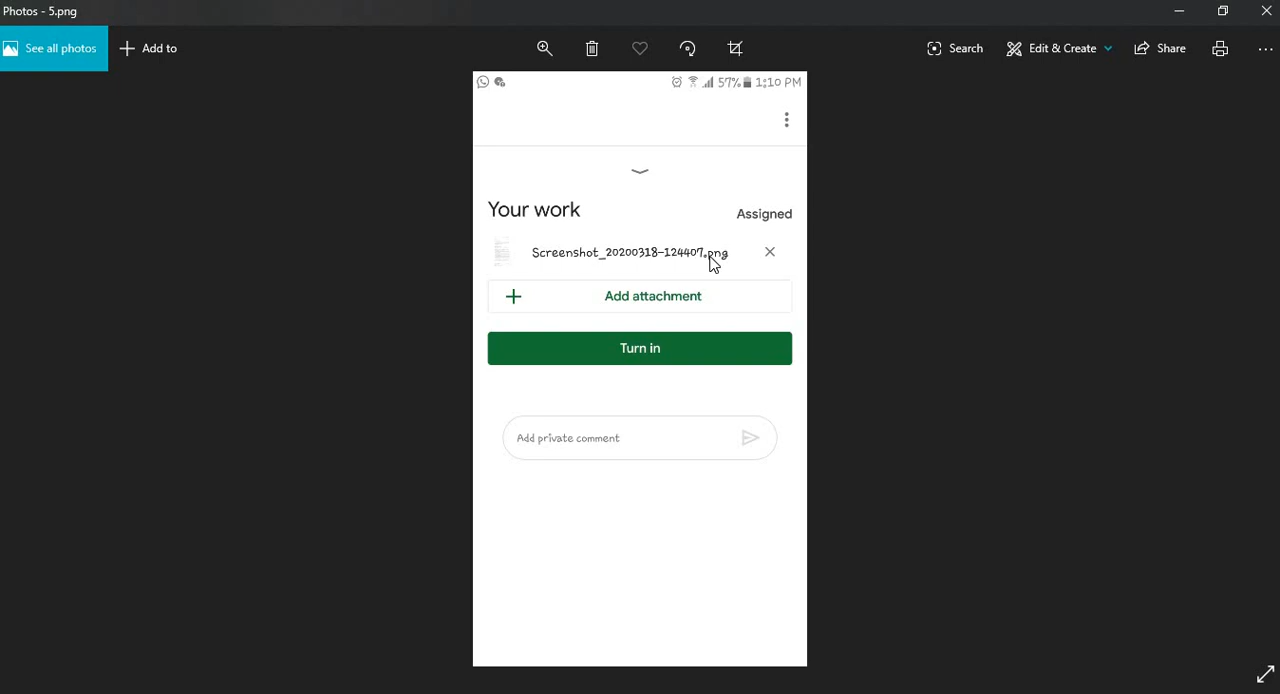 Photos - 5.png
See all photos
Add to
Search
Edit & Create
Share
57% 1:10 PM
Your work
Assigned
Screenshot_20200318-124407.png
Add attachment
Turn in
Add private comment